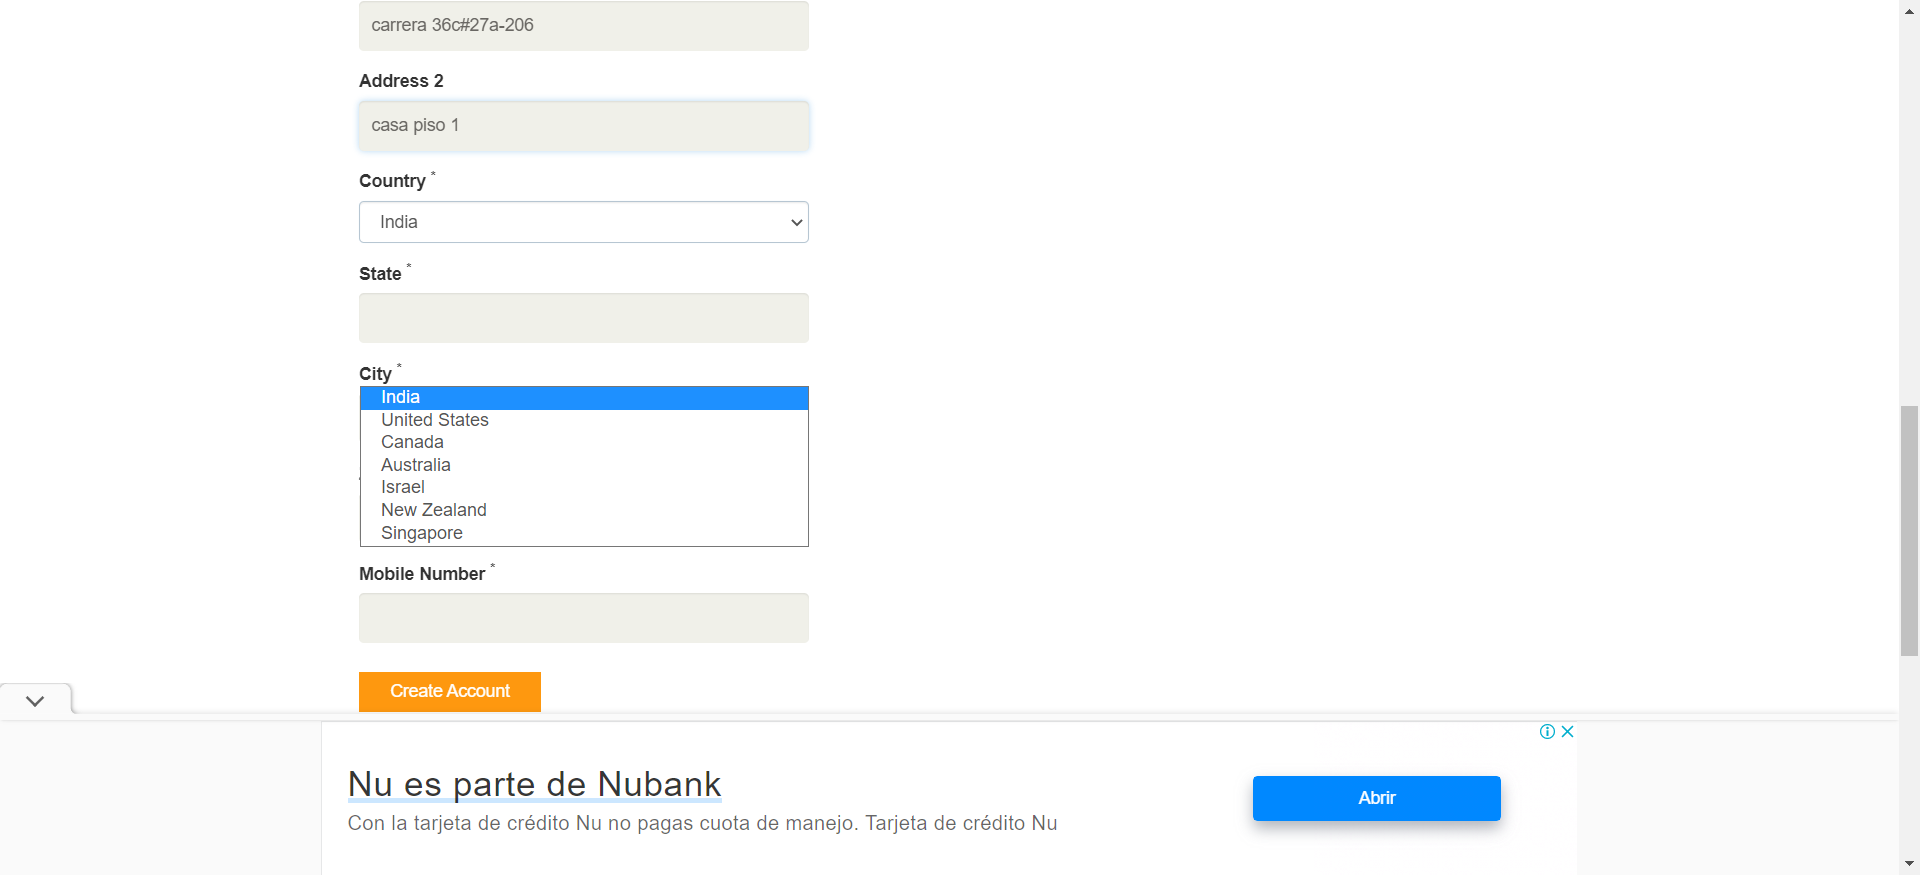 carrera 36c#27a-206
Address 2
casa piso 1
Country *
India
State *
City *
India
United States
Canada
Australia
Israel
New Zealand
Singapore
Mobile Number *
Create Account
Nu es parte de Nubank
Con la tarjeta de crédito Nu no pagas cuota de manejo. Tarjeta de crédito Nu
Abrir